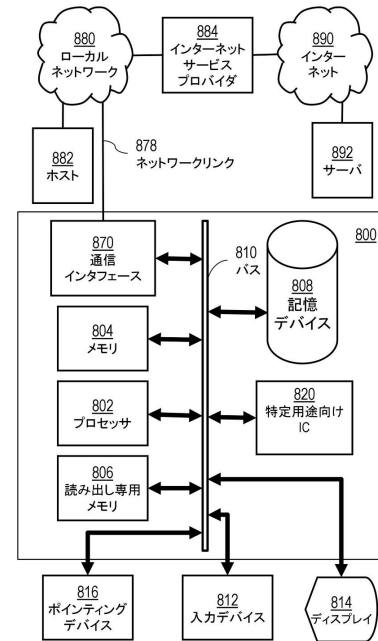 880
ローカル
ネットワーク
884
インターネット
サービス
プロバイダ
890
インター
ネット
882
ホスト
878
ネットワークリンク
892
サーバ
800
870
通信
インタフェース
810
バス
808
記憶
デバイス
804
メモリ
802
プロセッサ
820
特定用途向け
IC
806
読み出し専用
メモリ
816
ポインティング
デバイス
812
入力デバイス
814
ディスプレイ